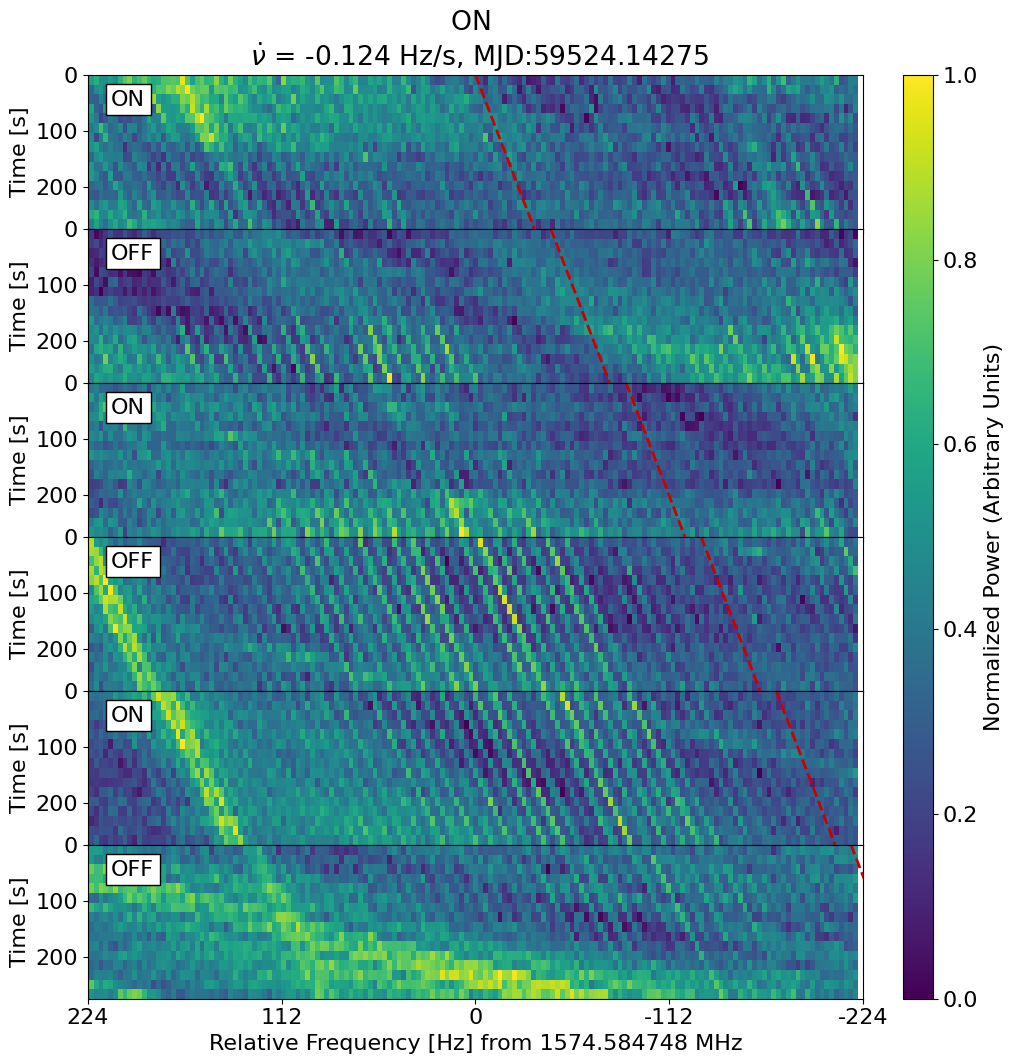 ON
ν̇ = -0.124 Hz/s, MJD:59524.14275
0
ON
100
200
Time [s]
0
OFF
100
200
Time [s]
0
ON
100
200
Time [s]
0
OFF
100
200
Time [s]
0
ON
100
200
Time [s]
0
OFF
100
200
Time [s]
224 112 0 -112 -224
Relative Frequency [Hz] from 1574.584748 MHz
1.0
0.8
0.6
0.4
0.2
0.0
Normalized Power (Arbitrary Units)